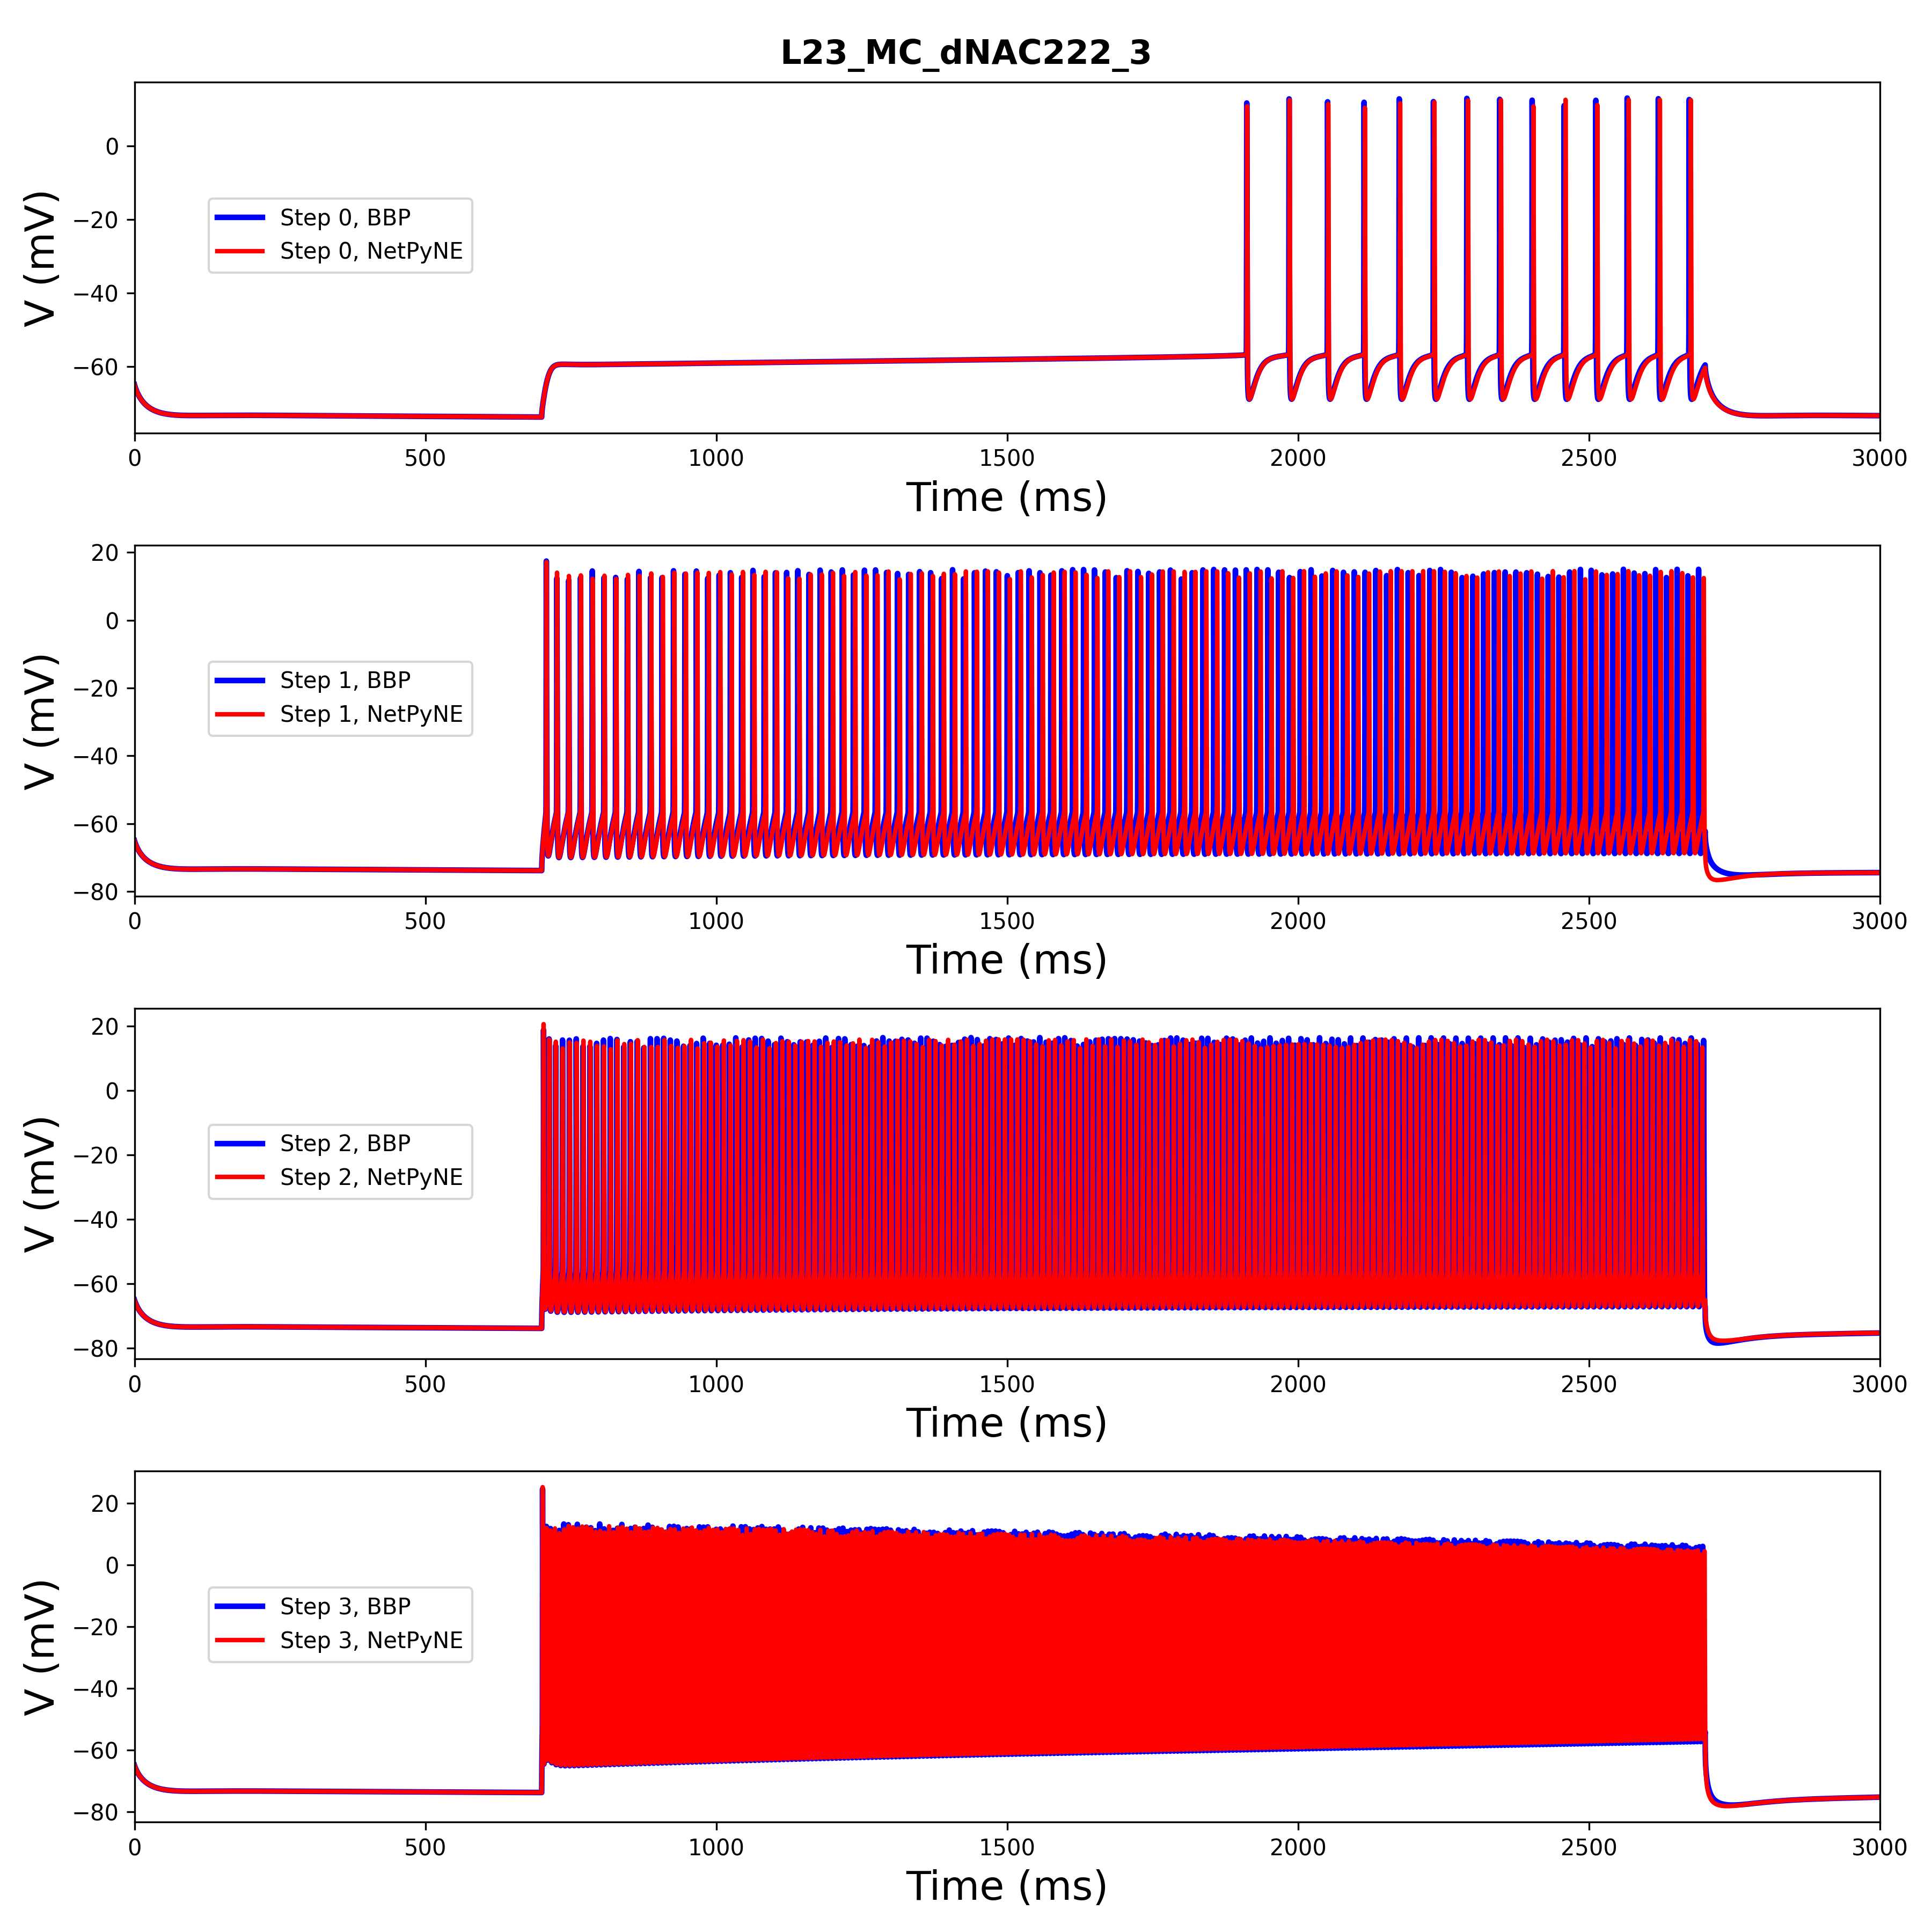 L23_MC_dNAC222_3
V (mV)
0
−20
−40
−60
Step 0, BBP
Step 0, NetPyNE
0 500 1000 1500 2000 2500 3000
Time (ms)
V (mV)
20
0
−20
−40
−60
−80
Step 1, BBP
Step 1, NetPyNE
0 500 1000 1500 2000 2500 3000
Time (ms)
V (mV)
20
0
−20
−40
−60
−80
Step 2, BBP
Step 2, NetPyNE
0 500 1000 1500 2000 2500 3000
Time (ms)
V (mV)
20
0
−20
−40
−60
−80
Step 3, BBP
Step 3, NetPyNE
0 500 1000 1500 2000 2500 3000
Time (ms)